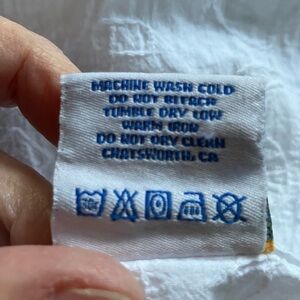 MACHINE WASH COLD
DO NOT BLEACH
TUMBLE DRY LOW
WARM IRON
DO NOT DRY CLEAN
CHATSWORTH, CA